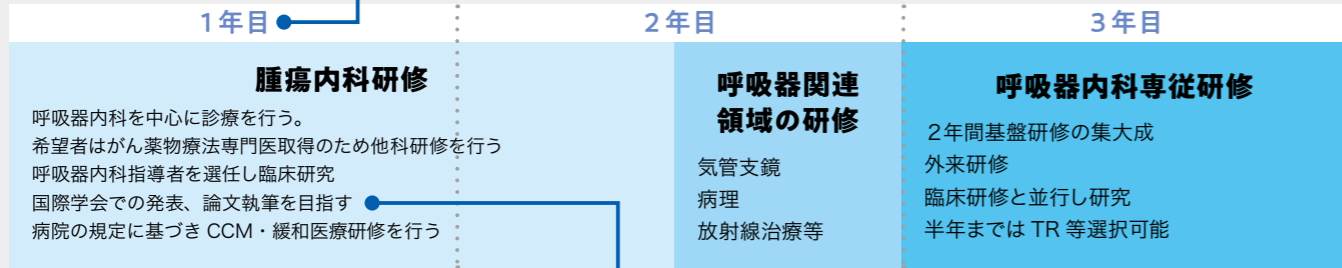 1年目
2年目
3年目
腫瘍内科研修
呼吸器内科を中心に診療を行う。
希望者はがん薬物療法専門医取得のため他科研修を行う
呼吸器内科指導者を選任し臨床研究
国際学会での発表、論文執筆を目指す
病院の規定に基づき CCM・緩和医療研修を行う
呼吸器関連
領域の研修
気管支鏡
病理
放射線治療等
呼吸器内科専従研修
2年間基盤研修の集大成
外来研修
臨床研修と並行し研究
半年までは TR 等選択可能